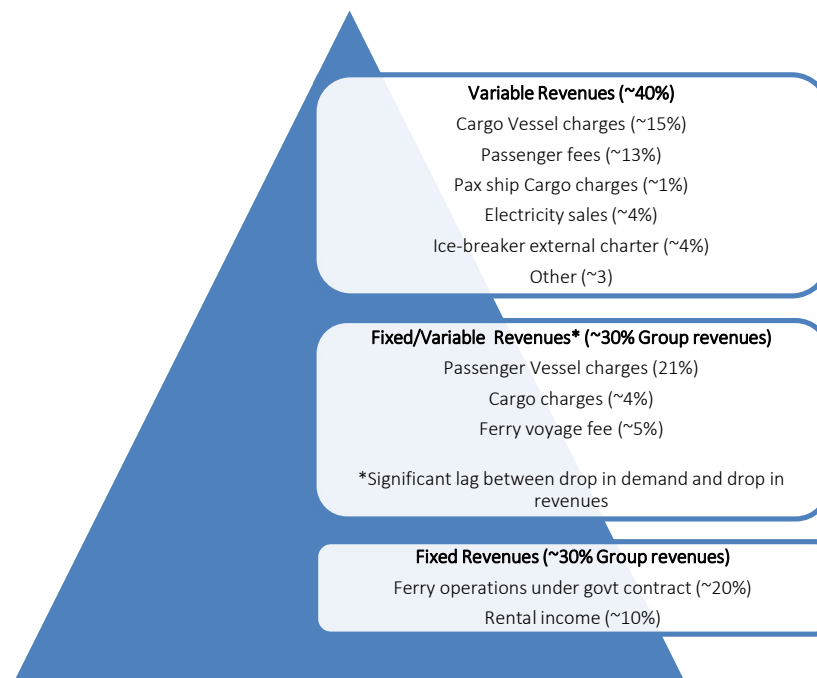 Variable Revenues (~40%)
Cargo Vessel charges (~15%)
Passenger fees (~13%)
Pax ship Cargo charges (~1%)
Electricity sales (~4%)
Ice-breaker external charter (~4%)
Other (~3)
Fixed/Variable Revenues* (~30% Group revenues)
Passenger Vessel charges (21%)
Cargo charges (~4%)
Ferry voyage fee (~5%)
*Significant lag between drop in demand and drop in
revenues
Fixed Revenues (~30% Group revenues)
Ferry operations under govt contract (~20%)
Rental income (~10%)